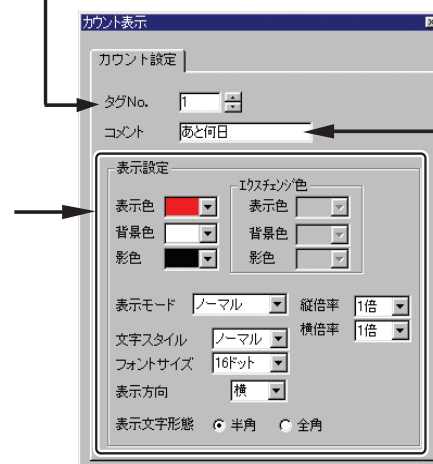 カウント表示
カウント設定
タグNo. 1
コメント あと何日
表示設定
エクスチェンジ色
表示色 表示色
背景色 背景色
影色 影色
表示モード ノーマル 縦倍率 1倍
横倍率 1倍
文字スタイル ノーマル
フォントサイズ 16ドット
表示方向 横
表示文字形態 半角 全角